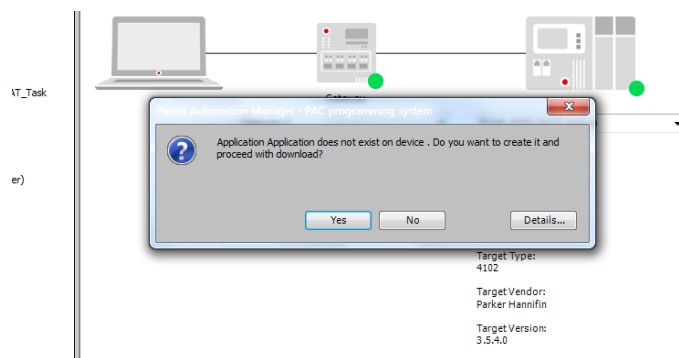 \T_Task
Gateway
Parker Automation Manager - PAC programming system
Application Application does not exist on device . Do you want to create it and
proceed with download?
er)
Yes No Details...
Target Type:
4102
Target Vendor:
Parker Hannifin
Target Version:
3.5.4.0